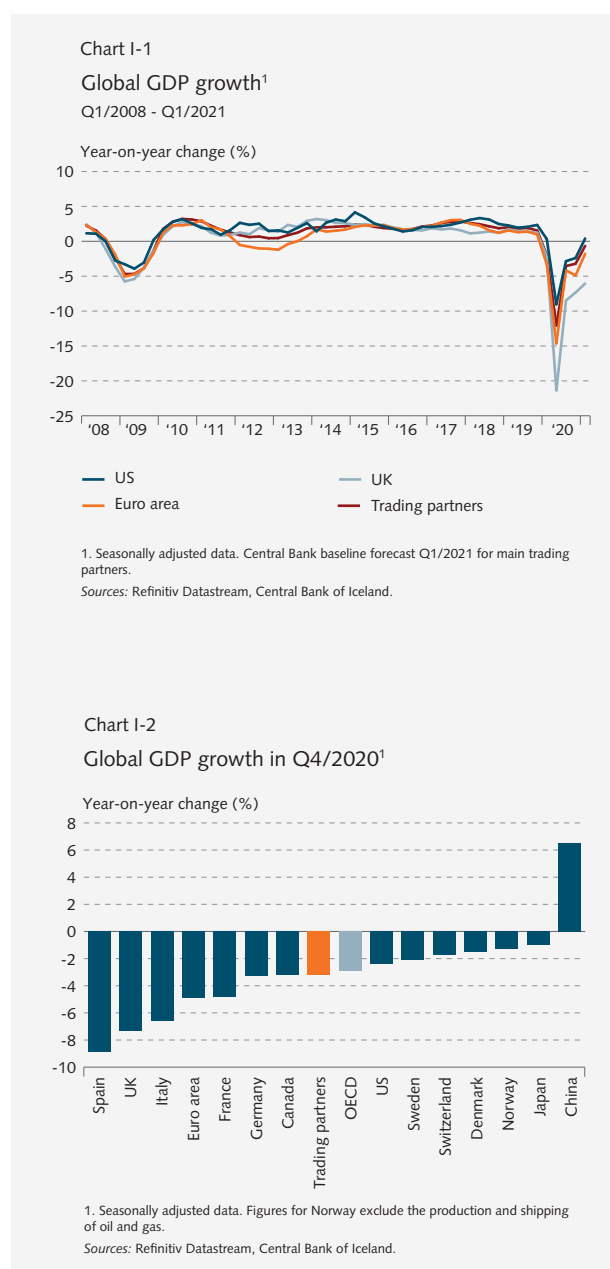 Chart I-1
Global GDP growth¹
Q1/2008 - Q1/2021
Year-on-year change (%)
10
5
0
-5
-10
-15
-20
-25
‘08 ‘09 ‘10 ‘11 ‘12 ‘13 ‘14 ‘15 ‘16 ‘17 ‘18 ‘19 ‘20
US
UK
Euro area
Trading partners
1. Seasonally adjusted data. Central Bank baseline forecast Q1/2021 for main trading
partners.
Sources: Refinitiv Datastream, Central Bank of Iceland.
Chart I-2
Global GDP growth in Q4/2020¹
Year-on-year change (%)
8
6
4
2
0
-2
-4
-6
-8
-10
Spain
UK
Italy
Euro area
France
Germany
Canada
Trading partners
OECD
US
Sweden
Switzerland
Denmark
Norway
Japan
China
1. Seasonally adjusted data. Figures for Norway exclude the production and shipping
of oil and gas.
Sources: Refinitiv Datastream, Central Bank of Iceland.